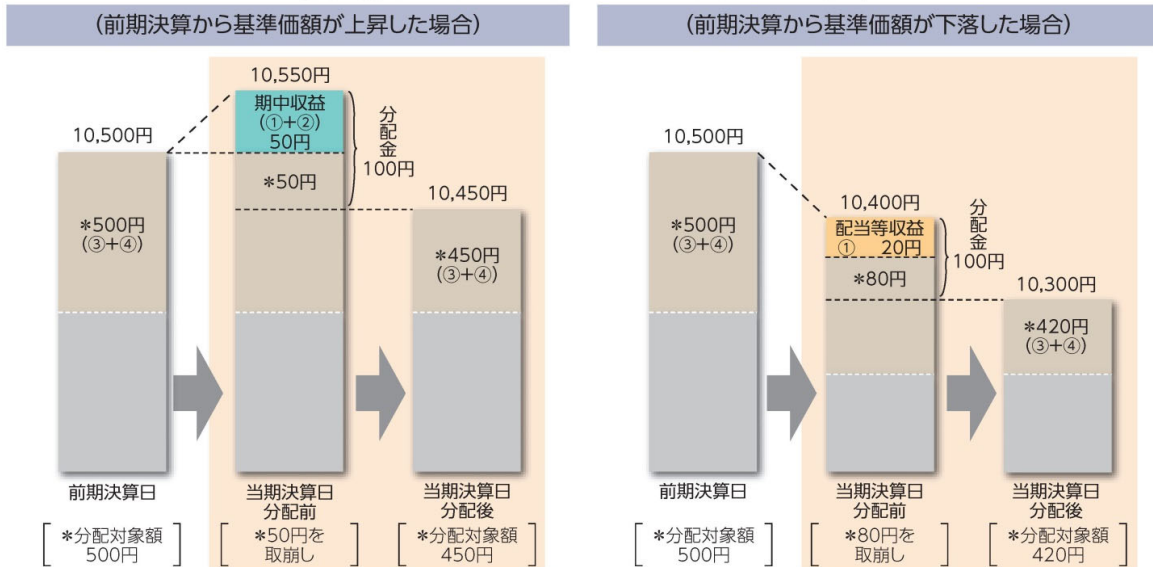 (前期決算から基準価額が上昇した場合)
10,500円
*500円
(③+④)
10,550円
期中収益
(①+②)
50円
*50円
分配金
100円
10,450円
*450円
(③+④)
前期決算日
*分配対象額
500円
当期決算日
分配前
*50円を
取崩し
当期決算日
分配後
*分配対象額
450円
(前期決算から基準価額が下落した場合)
10,500円
*500円
(③+④)
10,400円
配当等収益
① 20円
*80円
分配金
100円
10,300円
*420円
(③+④)
前期決算日
*分配対象額
500円
当期決算日
分配前
*80円を
取崩し
当期決算日
分配後
*分配対象額
420円